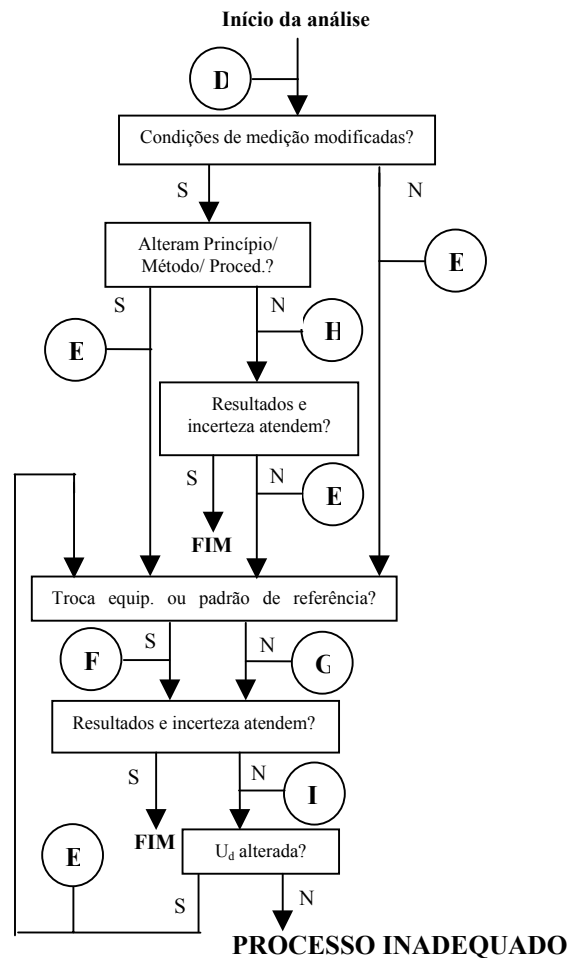 Início da análise
D
Condições de medição modificadas?
S
N
Alteram Princípio/
Método/ Proced.?
E
S
N
E
H
Resultados e
incerteza atendem?
S
N
E
FIM
Troca equip. ou padrão de referência?
S
N
F
G
Resultados e incerteza atendem?
S
N
I
FIM
E
Ud alterada?
S
N
PROCESSO INADEQUADO